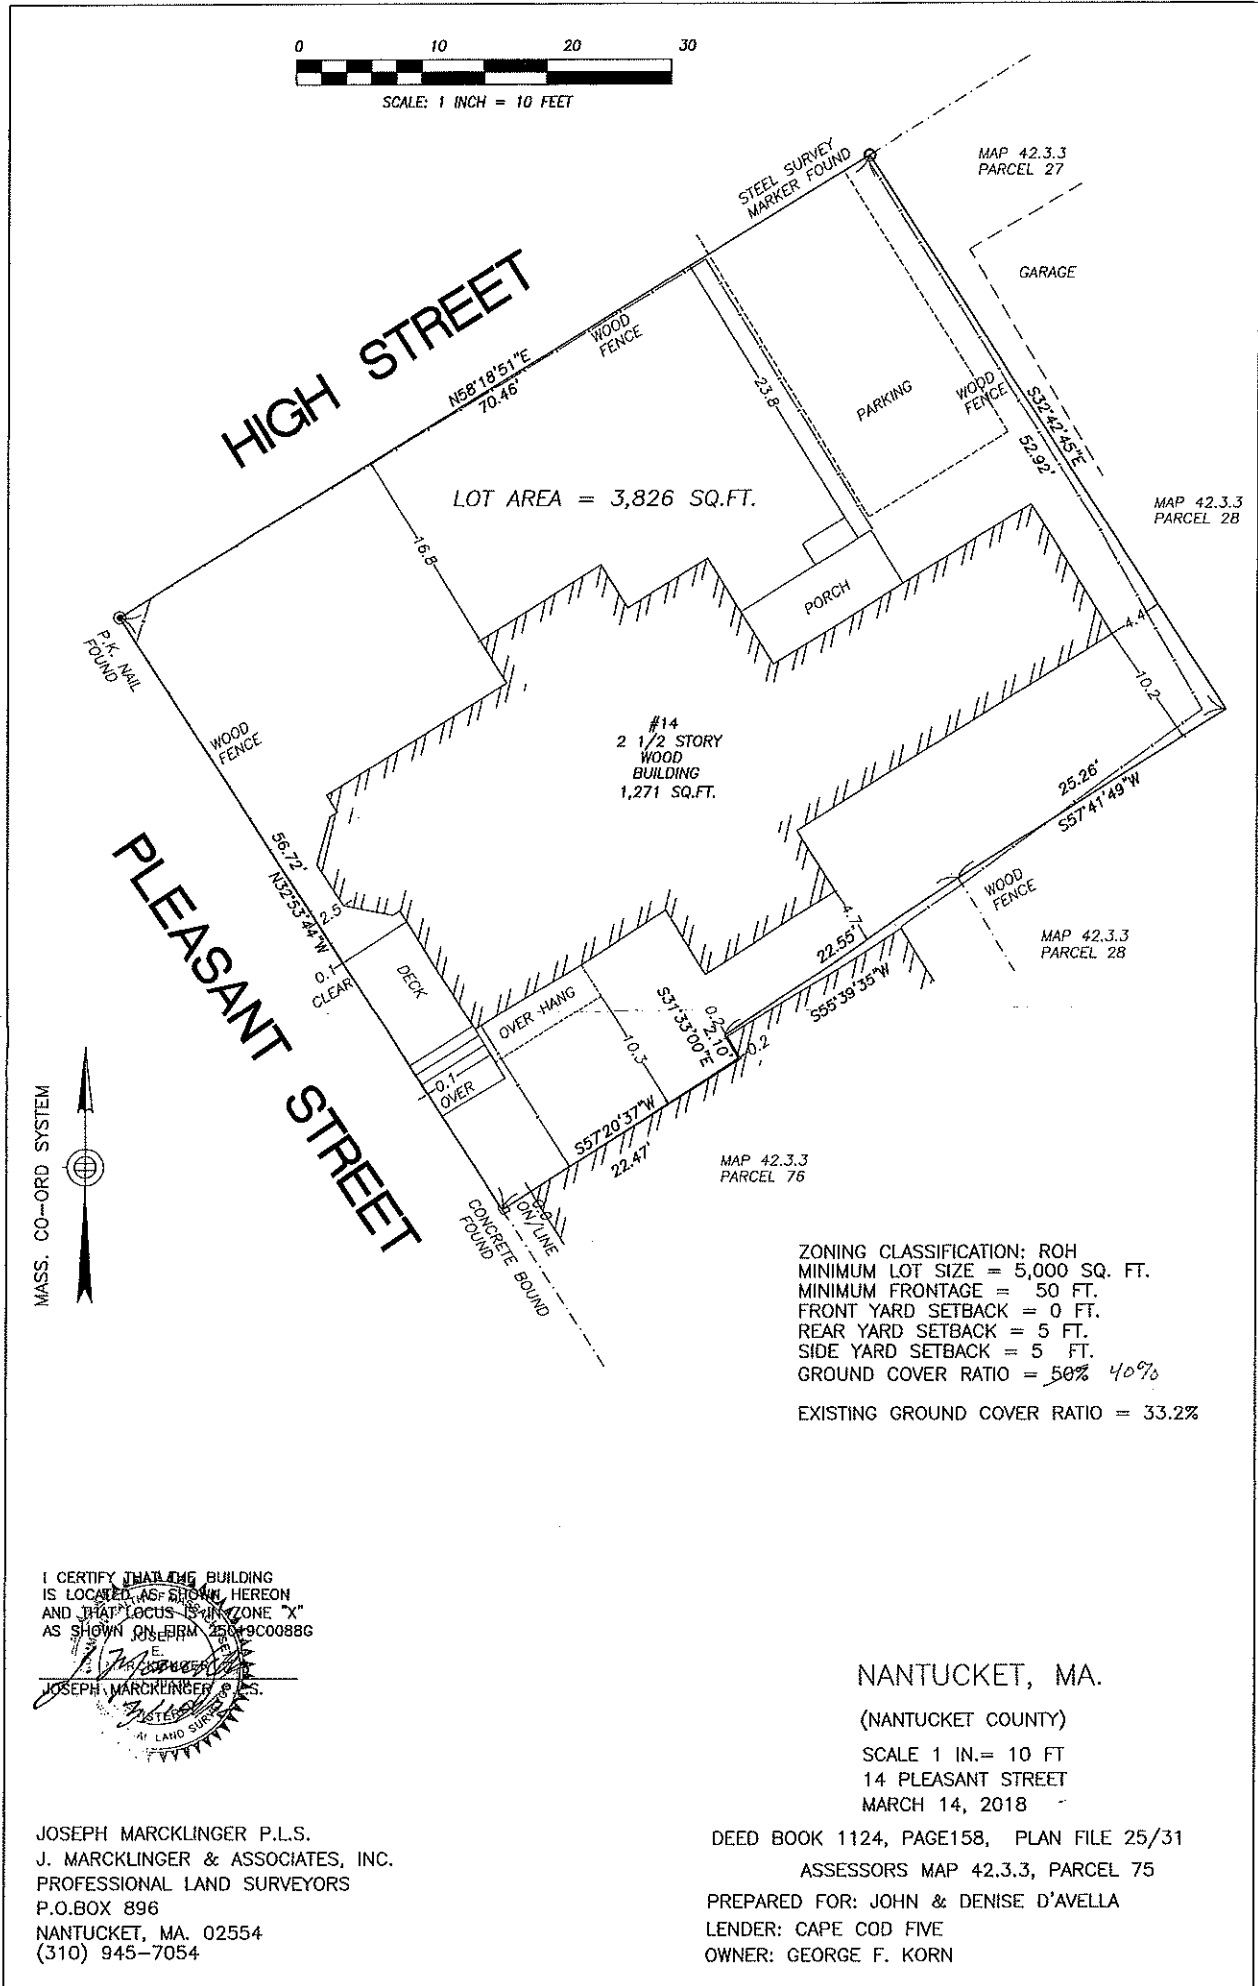 0 10 20 30
SCALE: 1 INCH = 10 FEET
STEEL SURVEY
MARKER FOUND
MAP 42.3.3
PARCEL 27
GARAGE
HIGH STREET
WOOD
FENCE
N58°18'51"E
70.46'
23.8
PARKING
WOOD
FENCE
S32°42'45"E
52.92'
LOT AREA = 3,826 SQ.FT.
MAP 42.3.3
PARCEL 28
16.8
PORCH
4.4
10.2
P.K. NAIL
FOUND
WOOD
FENCE
#14
2 1/2 STORY
WOOD
BUILDING
1,271 SQ.FT.
25.26'
S57°41'49"W
WOOD
FENCE
56.72'
N32°53'44"W
2.5
0.1
CLEAR
DECK
4.7
22.55'
S55°39'35"W
MAP 42.3.3
PARCEL 28
PLEASANT STREET
OVER-HANG
10.3
S31°33'00"E
0.2
2.10'
0.2
0.1
OVER
S57°20'37"W
22.47'
MAP 42.3.3
PARCEL 76
MASS. CO-ORD SYSTEM
CONCRETE BOUND
FOUND
0.0
ON/LINE
ZONING CLASSIFICATION: ROH
MINIMUM LOT SIZE = 5,000 SQ. FT.
MINIMUM FRONTAGE = 50 FT.
FRONT YARD SETBACK = 0 FT.
REAR YARD SETBACK = 5 FT.
SIDE YARD SETBACK = 5 FT.
GROUND COVER RATIO = 50% 40%
EXISTING GROUND COVER RATIO = 33.2%
I CERTIFY THAT THE BUILDING
IS LOCATED AS SHOWN HEREON
AND THAT LOCUS IS IN ZONE "X"
AS SHOWN ON FIRM 25019C0088G
JOSEPH
E.
MARCKLINGER
JOSEPH MARCKLINGER P.L.S.
LAND SURVEYOR
NANTUCKET, MA.
(NANTUCKET COUNTY)
SCALE 1 IN.= 10 FT
14 PLEASANT STREET
MARCH 14, 2018
DEED BOOK 1124, PAGE158, PLAN FILE 25/31
ASSESSORS MAP 42.3.3, PARCEL 75
PREPARED FOR: JOHN & DENISE D'AVELLA
LENDER: CAPE COD FIVE
OWNER: GEORGE F. KORN
JOSEPH MARCKLINGER P.L.S.
J. MARCKLINGER & ASSOCIATES, INC.
PROFESSIONAL LAND SURVEYORS
P.O.BOX 896
NANTUCKET, MA. 02554
(310) 945-7054